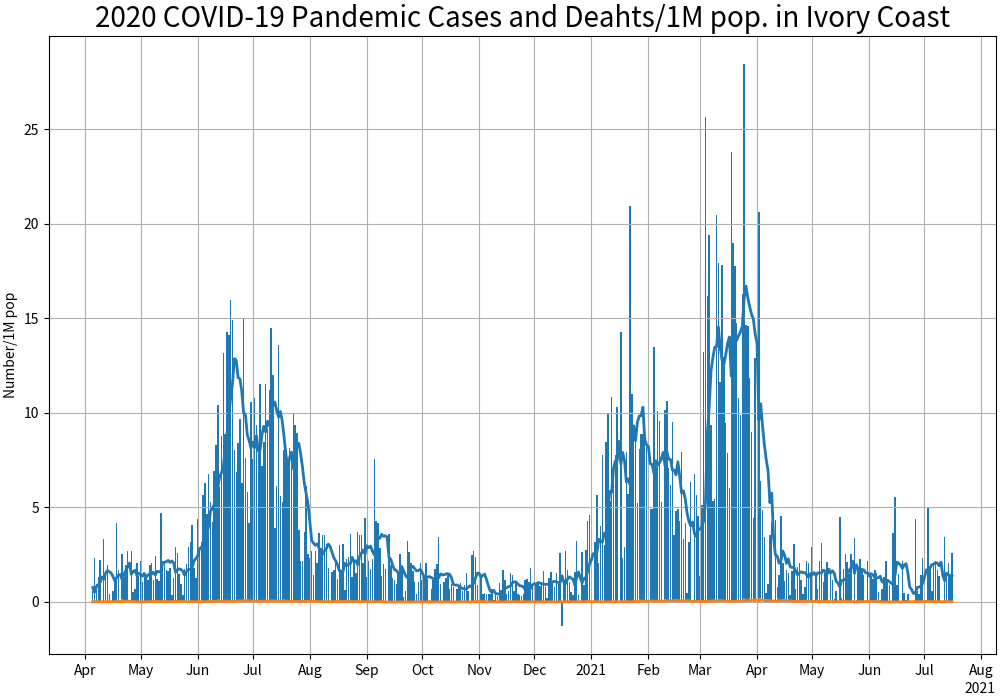 2020 COVID-19 Pandemic Cases and Deahts/1M pop. in Ivory Coast
Number/1M pop
25
20
15
10
5
0
Apr May Jun Jul Aug Sep Oct Nov Dec 2021 Feb Mar Apr May Jun Jul Aug
2021